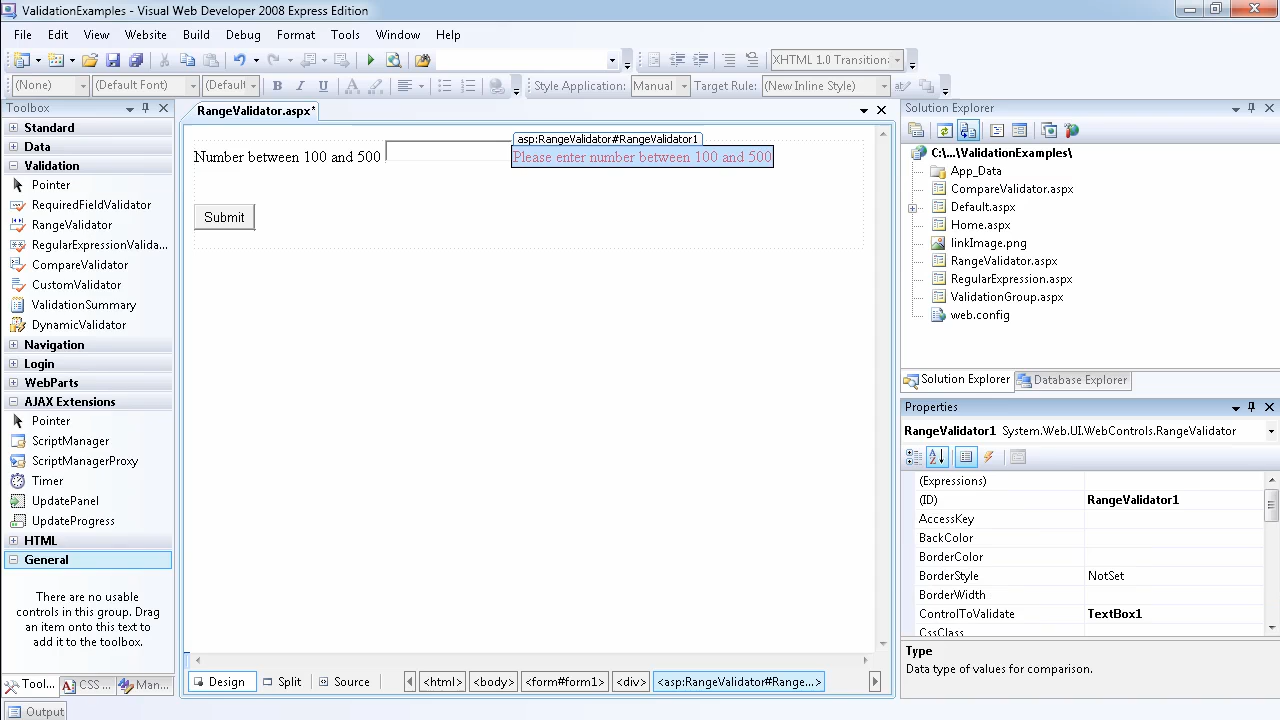 ValidationExamples - Visual Web Developer 2008 Express Edition
File Edit View Website Build Debug Format Tools Window Help
XHTML 1.0 Transition:
(None) (Default Font) (Default B I U A Style Application: Manual Target Rule: (New Inline Style)
Toolbox
Standard
Data
Validation
Pointer
RequiredFieldValidator
RangeValidator
RegularExpressionValida...
CompareValidator
CustomValidator
ValidationSummary
DynamicValidator
Navigation
Login
WebParts
AJAX Extensions
Pointer
ScriptManager
ScriptManagerProxy
Timer
UpdatePanel
UpdateProgress
HTML
General
There are no usable
controls in this group. Drag
an item onto this text to
add it to the toolbox.
Tool... CSS ... Man...
Output
RangeValidator.aspx*
asp:RangeValidator#RangeValidator1
Number between 100 and 500 Please enter number between 100 and 500
Submit
Design Split Source <html> <body> <form#form1> <div> <asp:RangeValidator#Range...>
Solution Explorer
C:\...\ValidationExamples\
App_Data
CompareValidator.aspx
Default.aspx
Home.aspx
linkImage.png
RangeValidator.aspx
RegularExpression.aspx
ValidationGroup.aspx
web.config
Solution Explorer Database Explorer
Properties
RangeValidator1 System.Web.UI.WebControls.RangeValidator
(Expressions)
(ID) RangeValidator1
AccessKey
BackColor
BorderColor
BorderStyle NotSet
BorderWidth
ControlToValidate TextBox1
CssClass
Type
Data type of values for comparison.